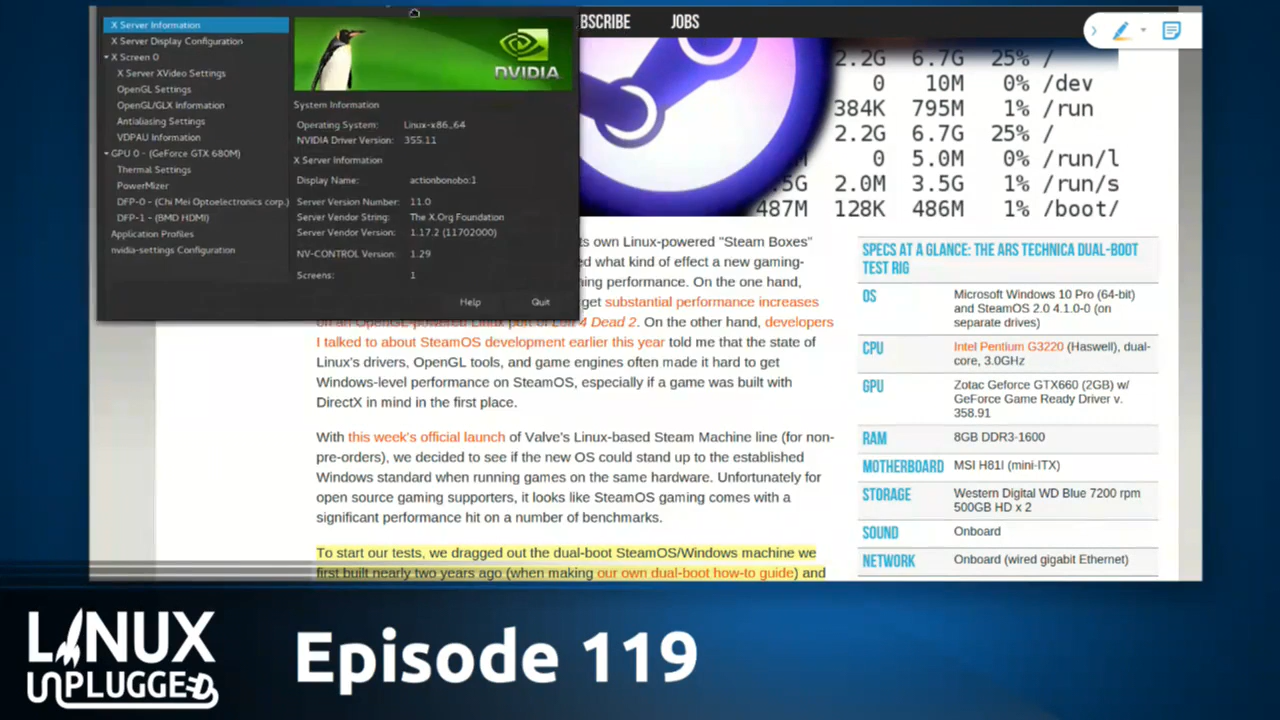 X Server Information
X Server Display Configuration
X Screen 0
X Server XVideo Settings
OpenGL Settings
OpenGL/GLX Information
Antialiasing Settings
VDPAU Information
GPU 0 - (GeForce GTX 680M)
Thermal Settings
PowerMizer
DFP-0 - (Chi Mei Optoelectronics corp.)
DFP-1 - (BMD HDMI)
Application Profiles
nvidia-settings Configuration
NVIDIA.
System Information
Operating System: Linux-x86_64
NVIDIA Driver Version: 355.11
X Server Information
Display Name: actionbonobo:1
Server Version Number: 11.0
Server Vendor String: The X.Org Foundation
Server Vendor Version: 1.17.2 (11702000)
NV-CONTROL Version: 1.29
Screens: 1
Help Quit
BSCRIBE JOBS
2.2G 6.7G 25% /
0 10M 0% /dev
384K 795M 1% /run
2.2G 6.7G 25% /
0 5.0M 0% /run/l
5G 2.0M 3.5G 1% /run/s
487M 128K 486M 1% /boot/
ts own Linux-powered "Steam Boxes"
ed what kind of effect a new gaming-
ning performance. On the one hand,
get substantial performance increases
on an OpenGL-powered Linux port of Left 4 Dead 2. On the other hand, developers
I talked to about SteamOS development earlier this year told me that the state of
Linux's drivers, OpenGL tools, and game engines often made it hard to get
Windows-level performance on SteamOS, especially if a game was built with
DirectX in mind in the first place.
With this week's official launch of Valve's Linux-based Steam Machine line (for non-
pre-orders), we decided to see if the new OS could stand up to the established
Windows standard when running games on the same hardware. Unfortunately for
open source gaming supporters, it looks like SteamOS gaming comes with a
significant performance hit on a number of benchmarks.
To start our tests, we dragged out the dual-boot SteamOS/Windows machine we
first built nearly two years ago (when making our own dual-boot how-to guide) and
SPECS AT A GLANCE: THE ARS TECHNICA DUAL-BOOT
TEST RIG
OS Microsoft Windows 10 Pro (64-bit)
and SteamOS 2.0 4.1.0-0 (on
separate drives)
CPU Intel Pentium G3220 (Haswell), dual-
core, 3.0GHz
GPU Zotac Geforce GTX660 (2GB) w/
GeForce Game Ready Driver v.
358.91
RAM 8GB DDR3-1600
MOTHERBOARD MSI H81I (mini-ITX)
STORAGE Western Digital WD Blue 7200 rpm
500GB HD x 2
SOUND Onboard
NETWORK Onboard (wired gigabit Ethernet)
LINUX
UNPLUGGED
Episode 119